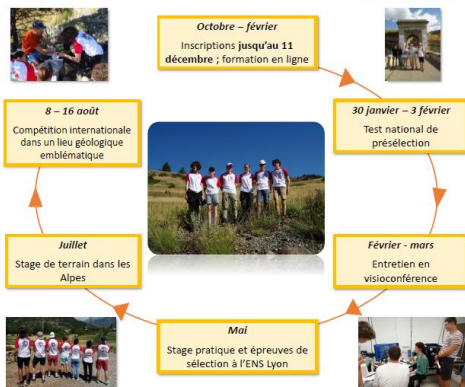 Octobre – février
Inscriptions jusqu'au 11
décembre ; formation en ligne
30 janvier – 3 février
Test national de
présélection
Février - mars
Entretien en
visioconférence
Mai
Stage pratique et épreuves de
sélection à l'ENS Lyon
Juillet
Stage de terrain dans les
Alpes
8 – 16 août
Compétition internationale
dans un lieu géologique
emblématique